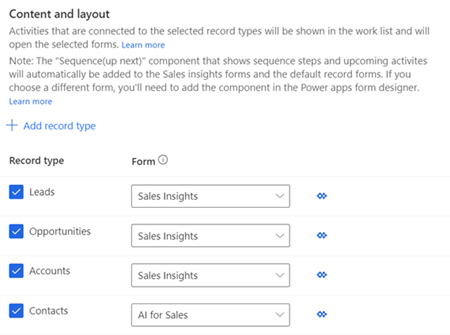 Content and layout
Activities that are connected to the selected record types will be shown in the work list and will
open the selected forms. Learn more
Note: The "Sequence(up next)" component that shows sequence steps and upcoming activites
will automatically be added to the Sales insights forms and the default record forms. If you
choose a different form, you'll need to add the component in the Power apps form designer.
Learn more
Add record type
Record type Form
Leads Sales Insights
Opportunities Sales Insights
Accounts Sales Insights
Contacts AI for Sales